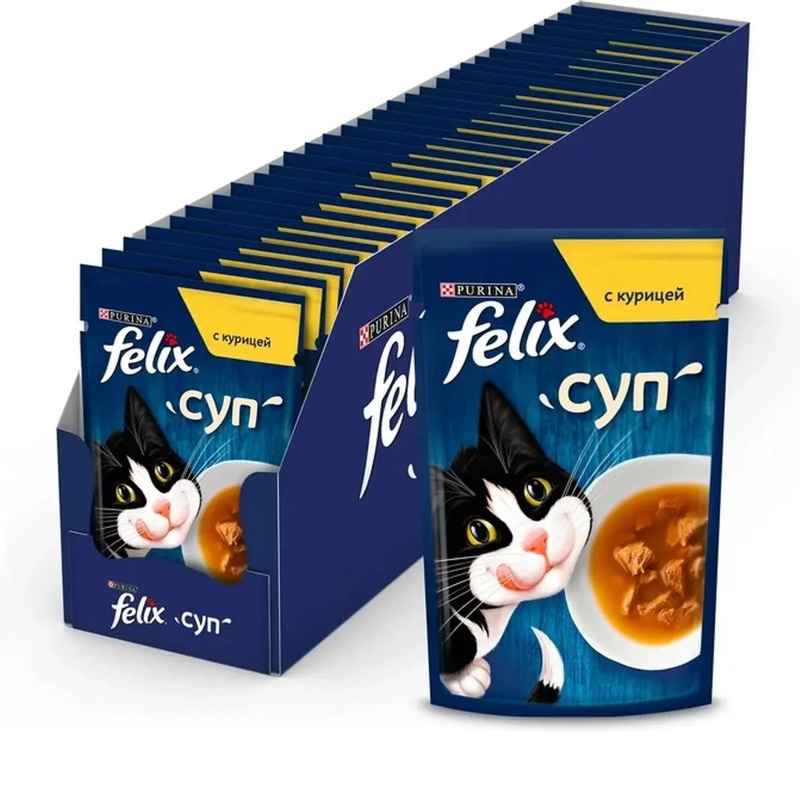 PURINA®
felix®
суп
с курицей
PURINA
felix
PURINA®
felix®
суп
с курицей
PURINA
felix суп